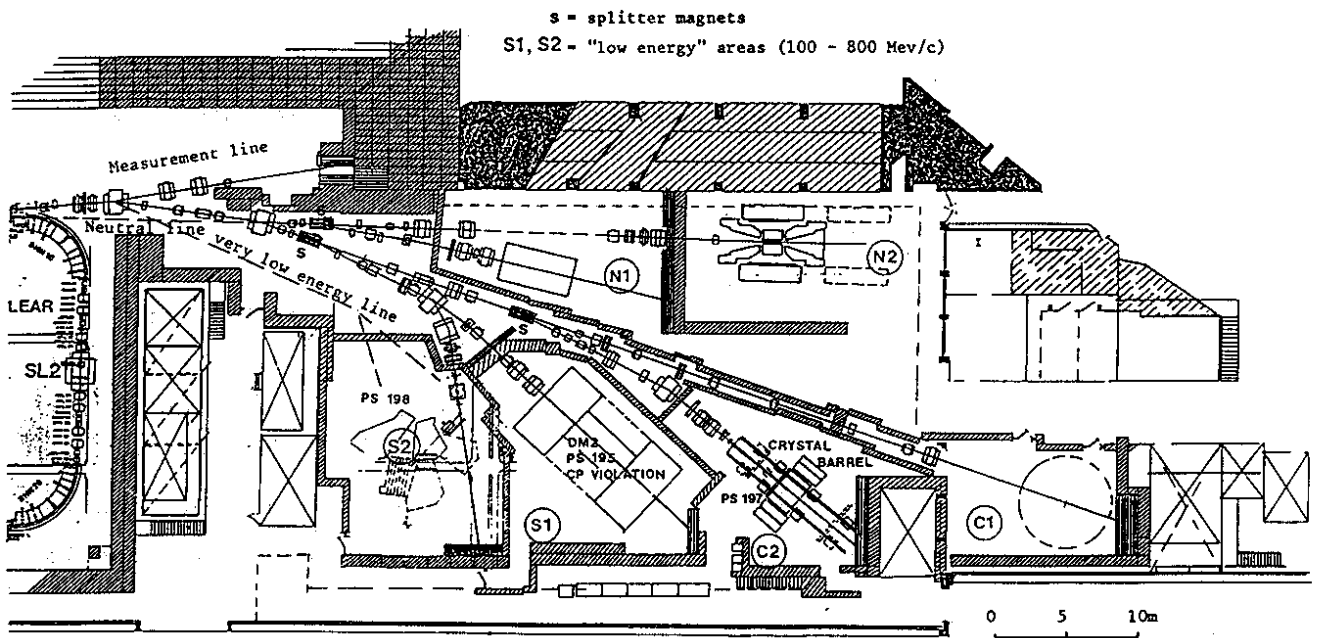 s = splitter magnets
S1, S2 = "low energy" areas (100 - 800 Mev/c)
Measurement line
Neutral line
very low energy line
S
N1
N2
LEAR
SL2
S
PS 198
S2
DM2
PS 195
CP VIOLATION
CRYSTAL
BARREL
PS 197
S1
C2
C1
0 5 10m